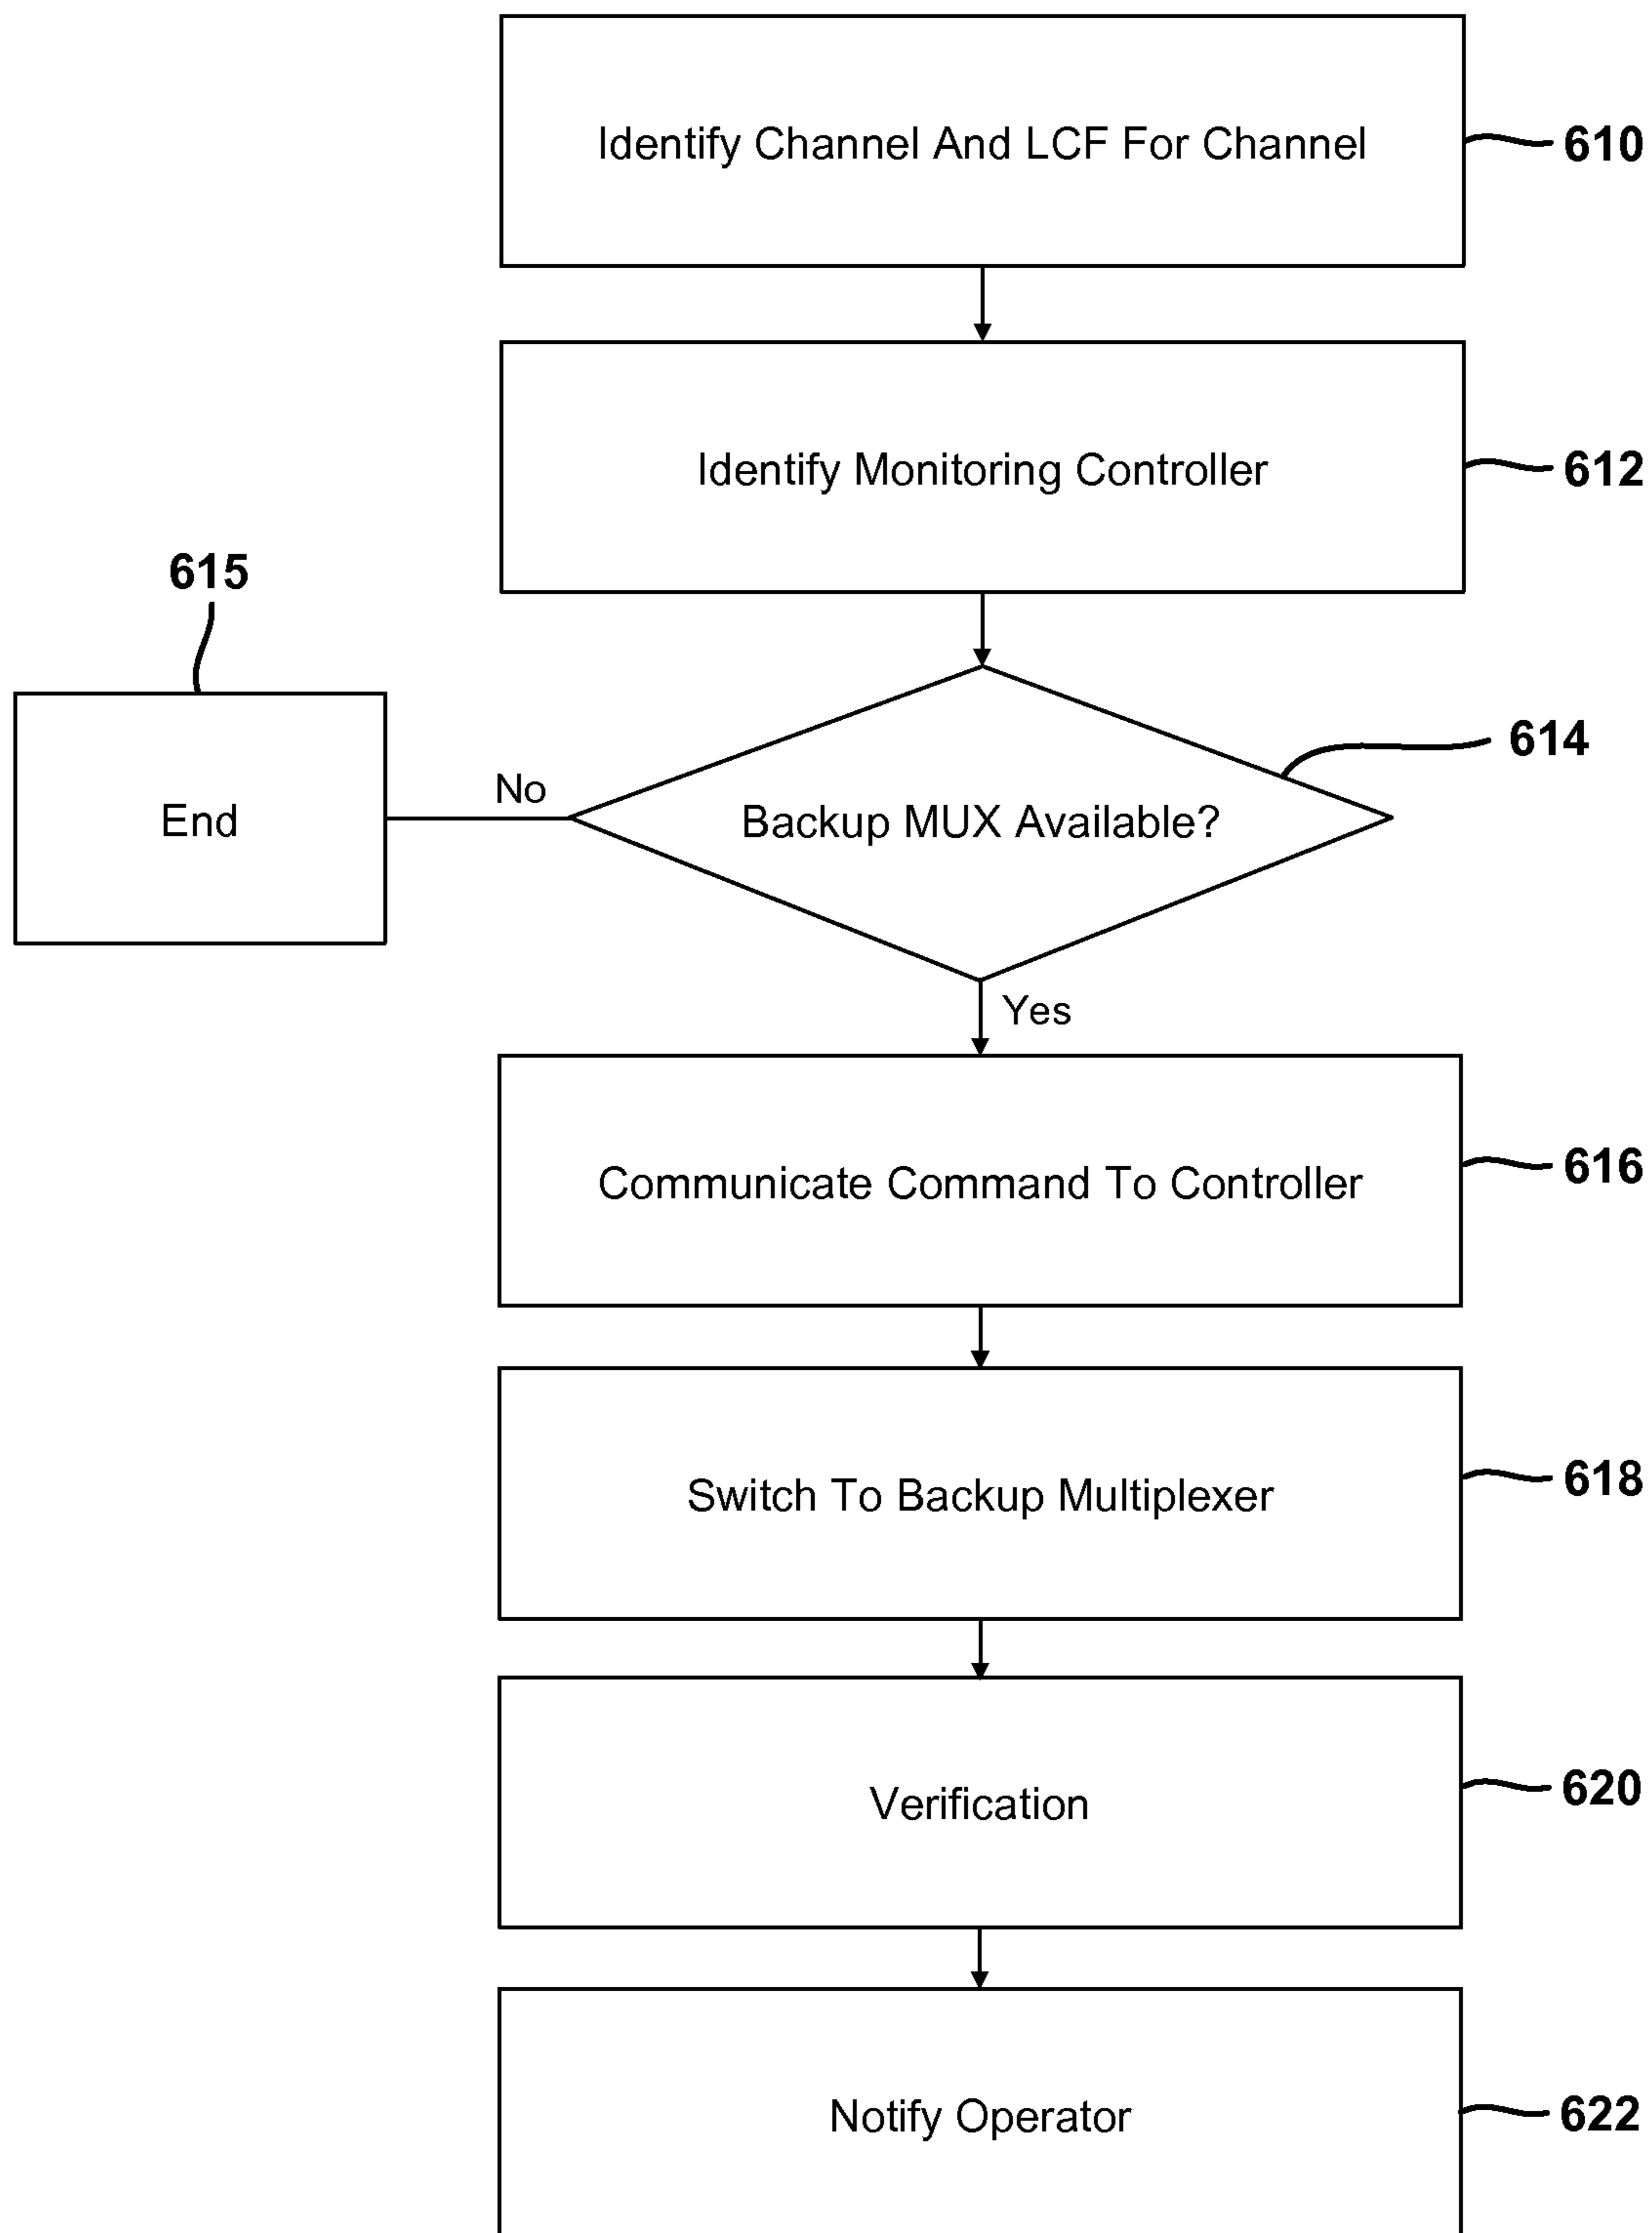 Identify Channel And LCF For Channel
610
Identify Monitoring Controller
612
615
614
End
No
Backup MUX Available?
Yes
Communicate Command To Controller
616
Switch To Backup Multiplexer
618
Verification
620
Notify Operator
622